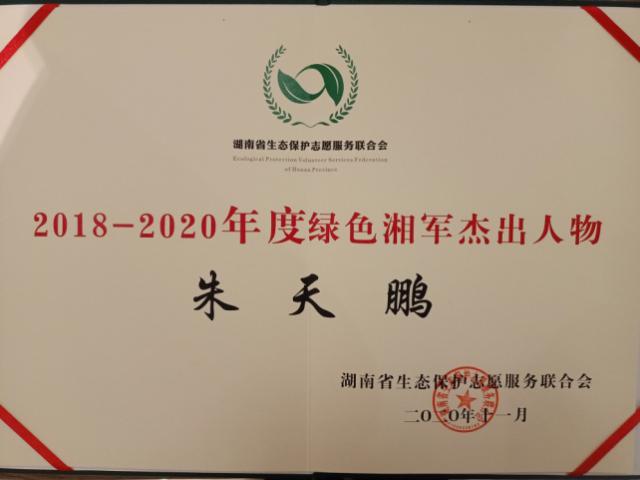 湖南省生态保护志愿服务联合会
Ecological Protection Volunteer Services Federation
of Hunan Province
2018-2020年度绿色湘军杰出人物
朱天鹏
湖南省生态保护志愿服务联合会
二〇二〇年十一月